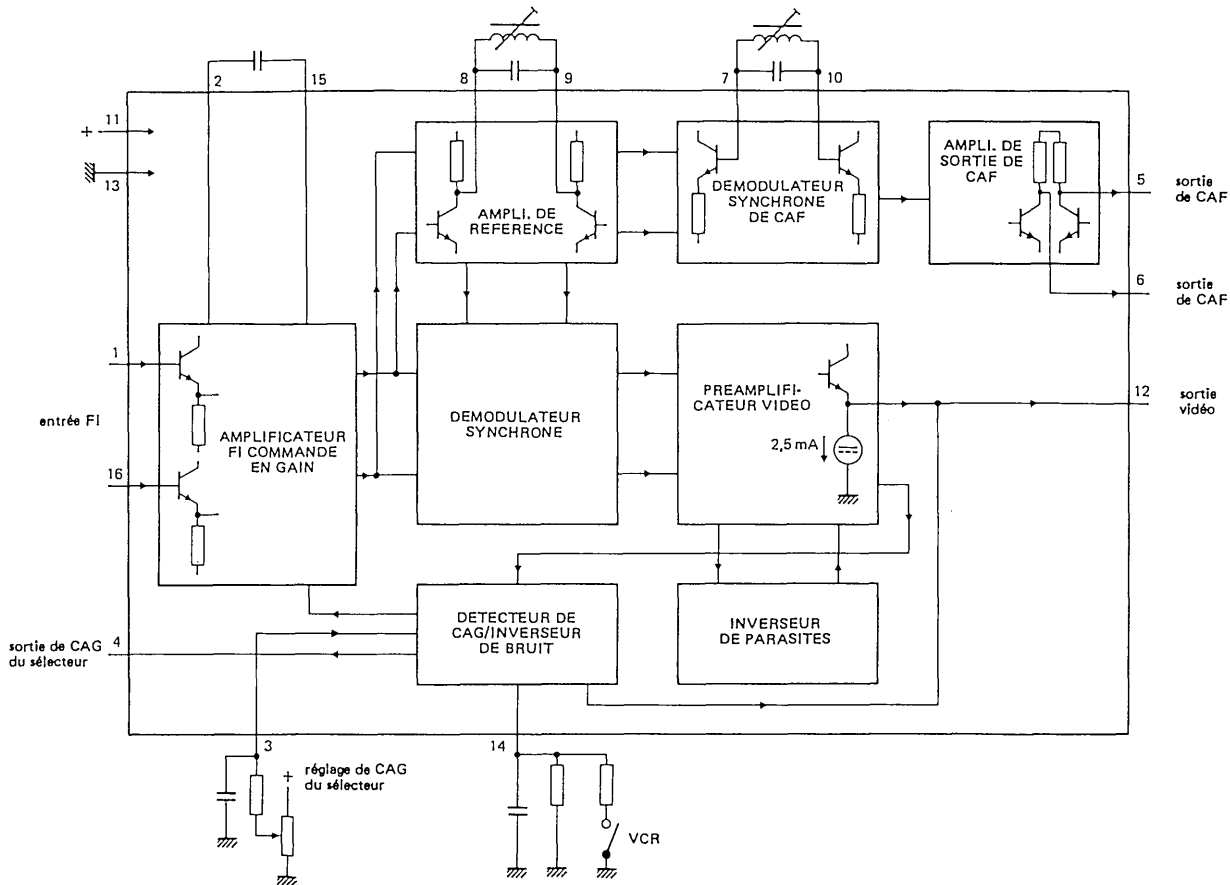 2
15
8
9
7
10
11
+
13
AMPLI. DE
REFERENCE
DEMODULATEUR
SYNCHRONE
DE CAF
AMPLI. DE
SORTIE DE
CAF
5
sortie
de CAF
6
sortie
de CAF
1
entrée FI
16
AMPLIFICATEUR
FI COMMANDE
EN GAIN
DEMODULATEUR
SYNCHRONE
PREAMPLIFI-
CATEUR VIDEO
2,5 mA
12
sortie
vidéo
sortie de CAG
du sélecteur
4
DETECTEUR DE
CAG/INVERSEUR
DE BRUIT
INVERSEUR
DE PARASITES
3
14
+
réglage de CAG
du sélecteur
VCR